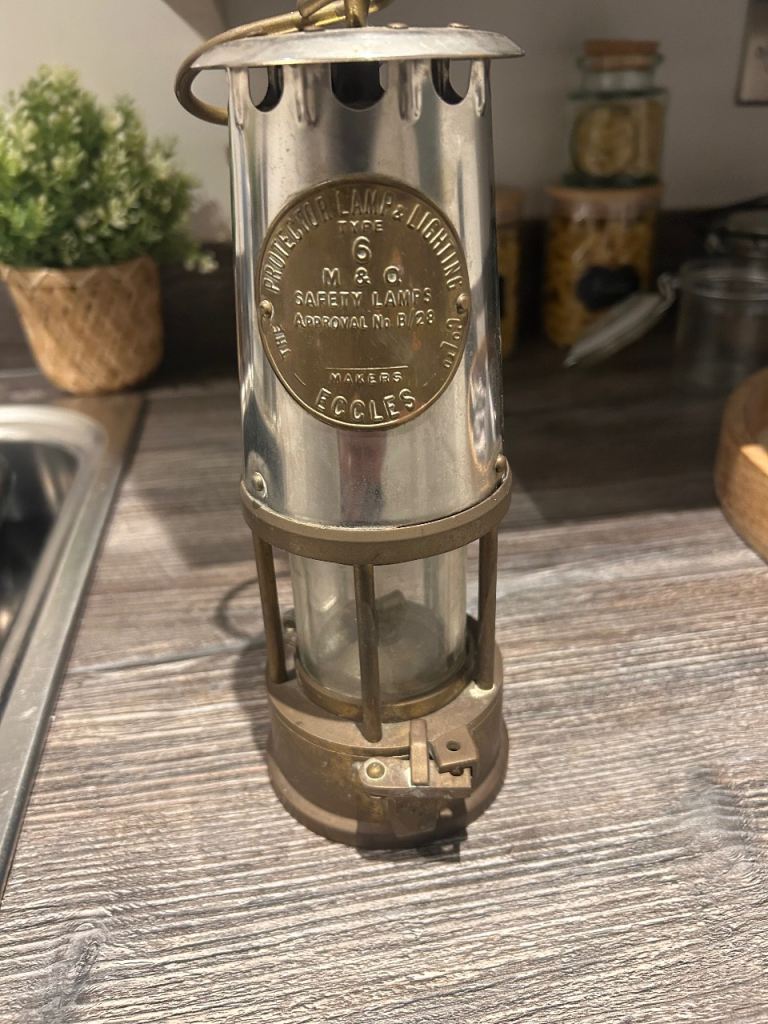 THE PROTECTOR LAMP & LIGHTING CO LTD
TYPE
6
M & Q
SAFETY LAMPS
APPROVAL No B/28
MAKERS
ECCLES